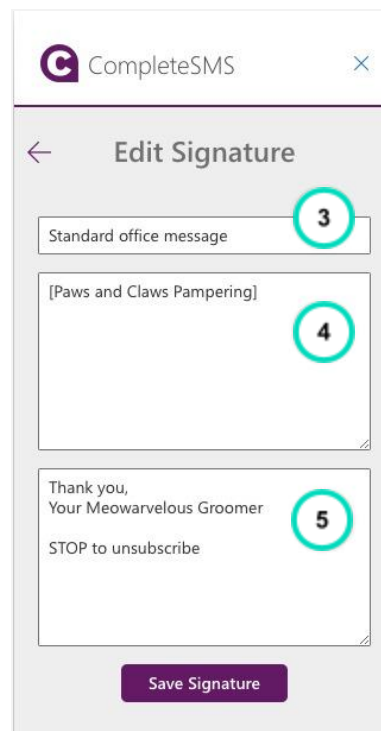 C CompleteSMS
Edit Signature
3
Standard office message
[Paws and Claws Pampering]
4
Thank you,
Your Meowarvelous Groomer
5
STOP to unsubscribe
Save Signature